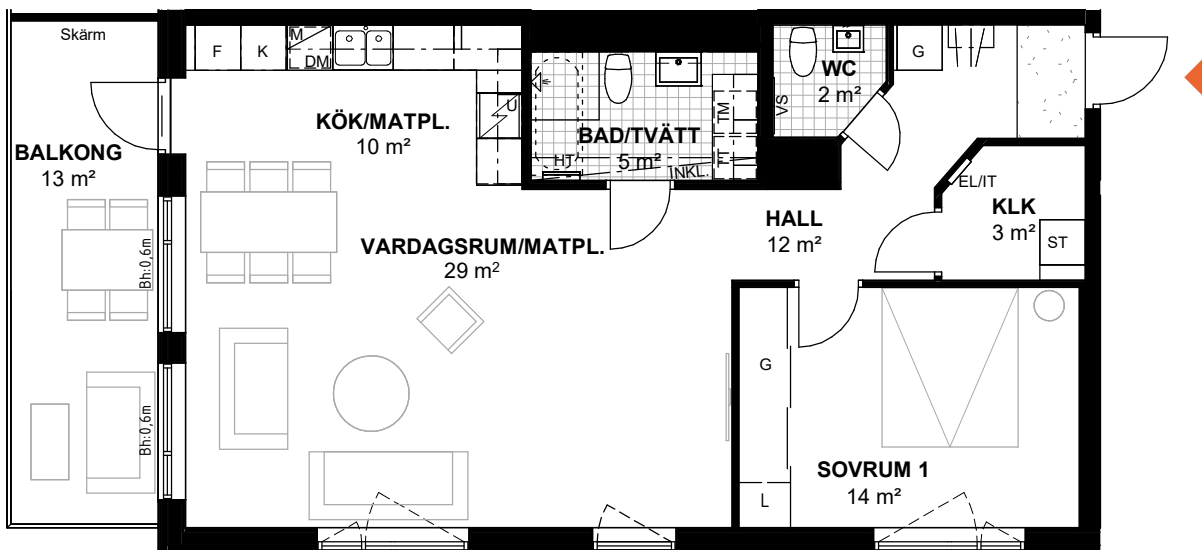 Skärm
F
K
M
DM
U
KÖK/MATPL.
10 m²
BALKONG
13 m²
Bh:0,6m
Bh:0,6m
VARDAGSRUM/MATPL.
29 m²
BAD/TVÄTT
5 m²
HT
INKL.
TM
TT
VS
WC
2 m²
G
EL/IT
KLK
3 m²
ST
HALL
12 m²
G
L
SOVRUM 1
14 m²